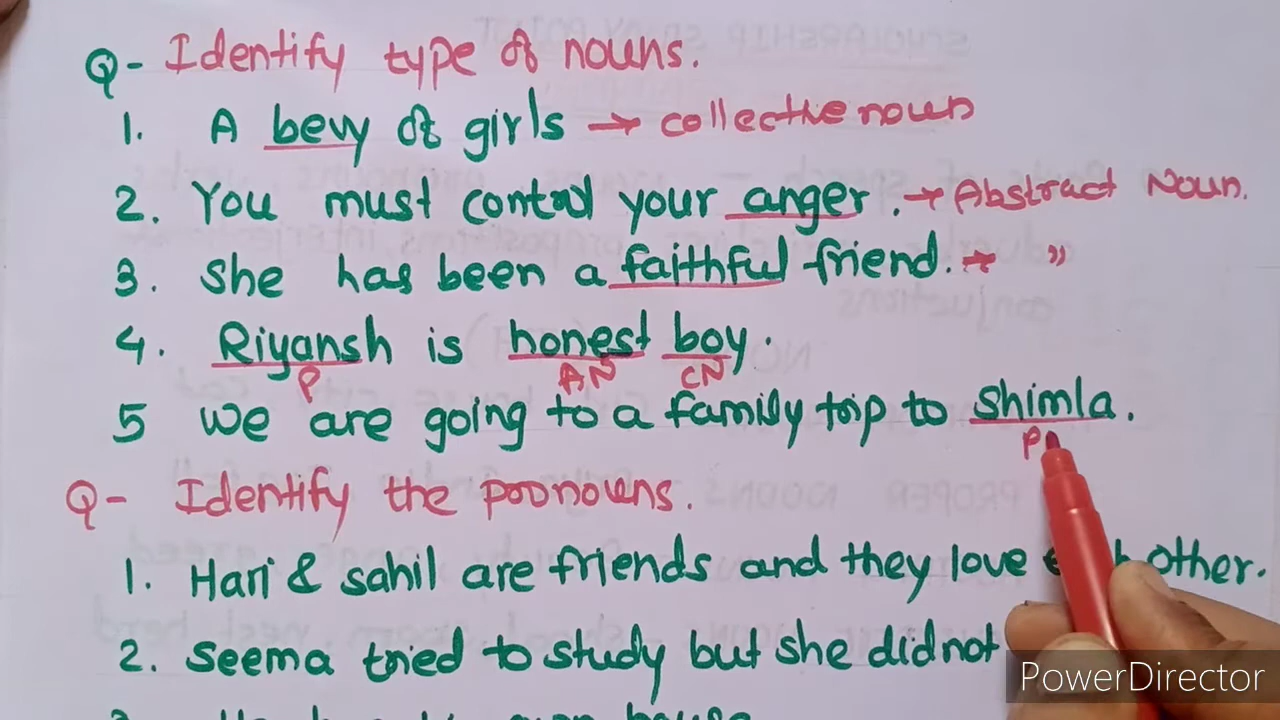 Q- Identify type of nouns.
1. A bevy of girls → collective noun
2. You must control your anger. → Abstract Noun.
3. She has been a faithful friend. → "
4. Riyansh is honest boy.
P AN CN
5 We are going to a family trip to Shimla.
P
Q- Identify the pronouns.
1. Hari & sahil are friends and they love each other.
2. Seema tried to study but she did not
PowerDirector